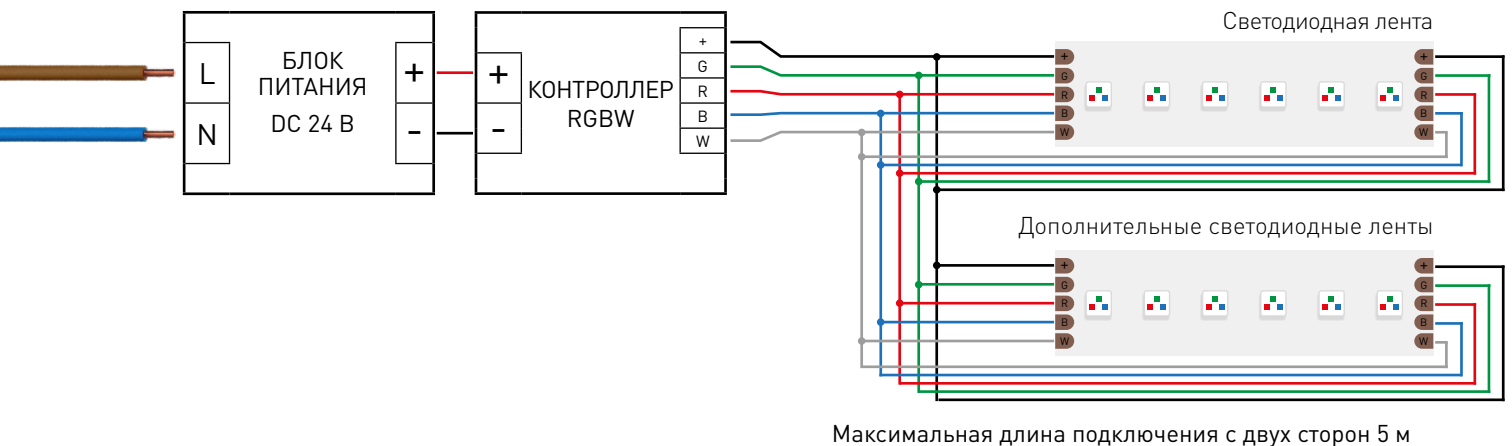 L
N
БЛОК
ПИТАНИЯ
DC 24 В
+
-
+
-
КОНТРОЛЛЕР
RGBW
+
G
R
B
W
Светодиодная лента
+
G
R
B
W
+
G
R
B
W
Дополнительные светодиодные ленты
+
G
R
B
W
+
G
R
B
W
Максимальная длина подключения с двух сторон 5 м